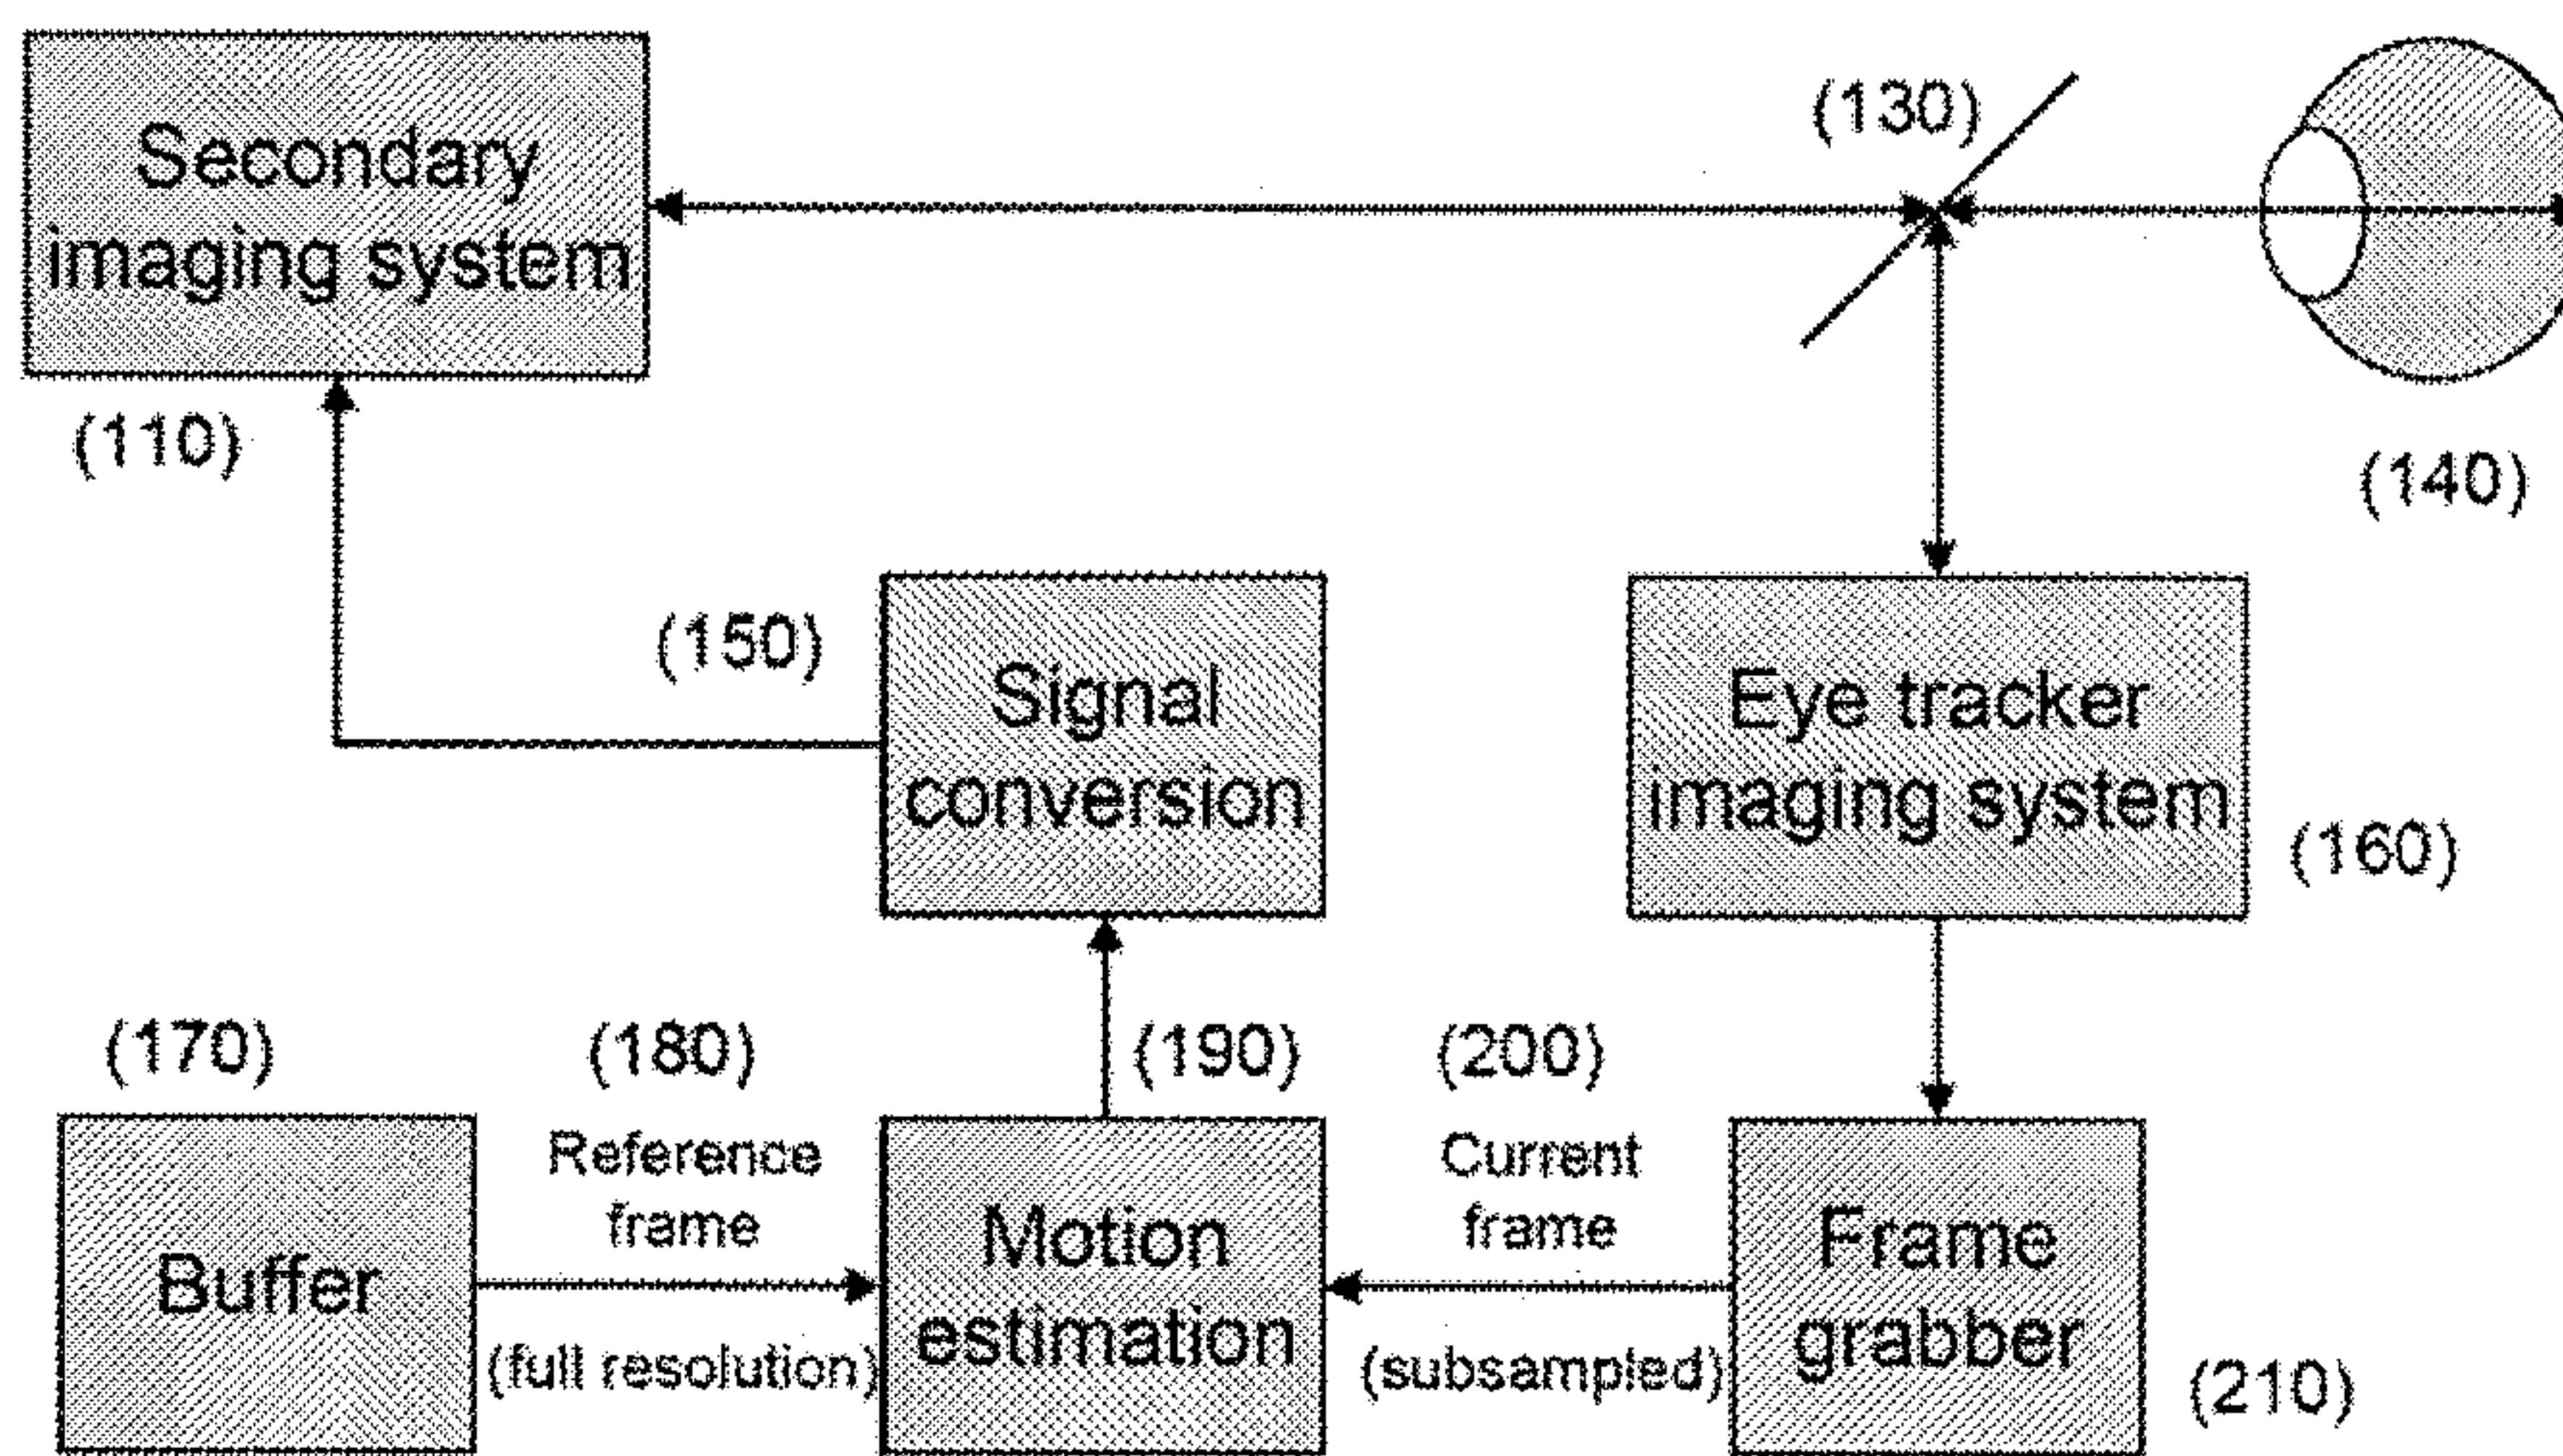 Secondary
imaging system
(110)
(130)
(140)
(150)
Signal
conversion
Eye tracker
imaging system
(160)
(170)
Buffer
(180)
Reference
frame
(full resolution)
(190)
Motion
estimation
(200)
Current
frame
(subsampled)
Frame
grabber
(210)